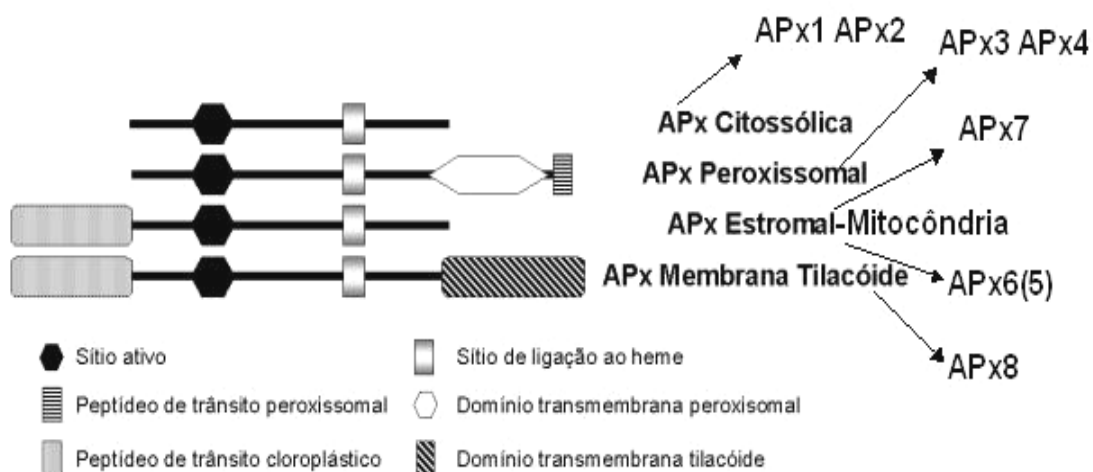 APx1 APx2
APx3 APx4
APx Citossólica
APx7
APx Peroxissomal
APx Estromal-Mitocôndria
APx Membrana Tilacóide
APx6(5)
APx8
Sítio ativo
Sítio de ligação ao heme
Peptídeo de trânsito peroxissomal
Domínio transmembrana peroxisomal
Peptídeo de trânsito cloroplástico
Domínio transmembrana tilacóide